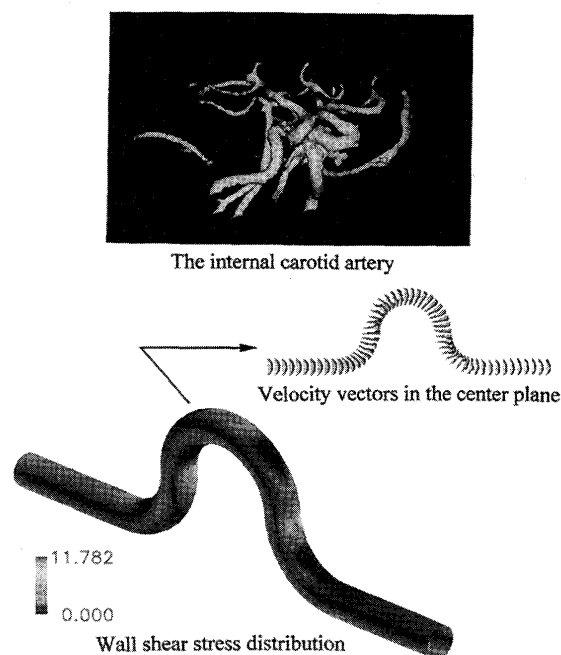 The internal carotid artery
Velocity vectors in the center plane
11.782
0.000
Wall shear stress distribution